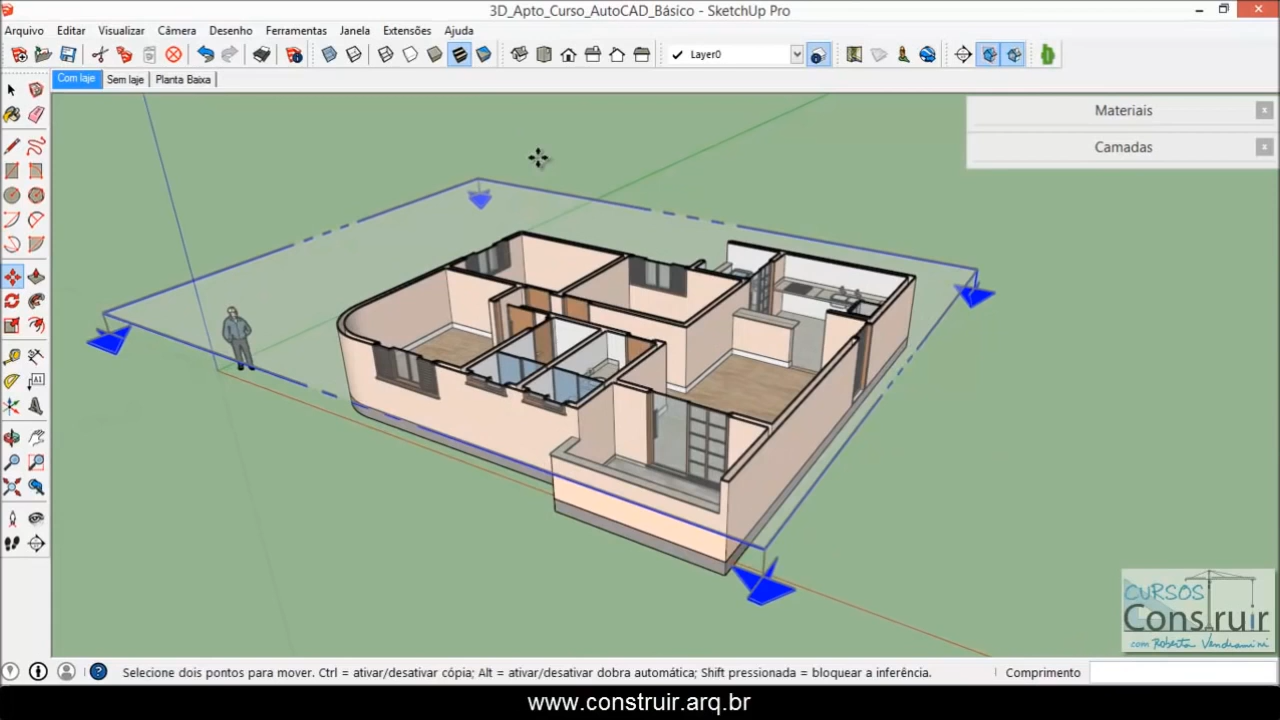 3D_Apto_Curso_AutoCAD_Básico - SketchUp Pro
Arquivo Editar Visualizar Câmera Desenho Ferramentas Janela Extensões Ajuda
Layer0
Com laje Sem laje Planta Baixa
Materiais
Camadas
A1
CURSOS
Construir
com Roberta Vendramini
Selecione dois pontos para mover. Ctrl = ativar/desativar cópia; Alt = ativar/desativar dobra automática; Shift pressionada = bloquear a inferência.
Comprimento
www.construir.arq.br